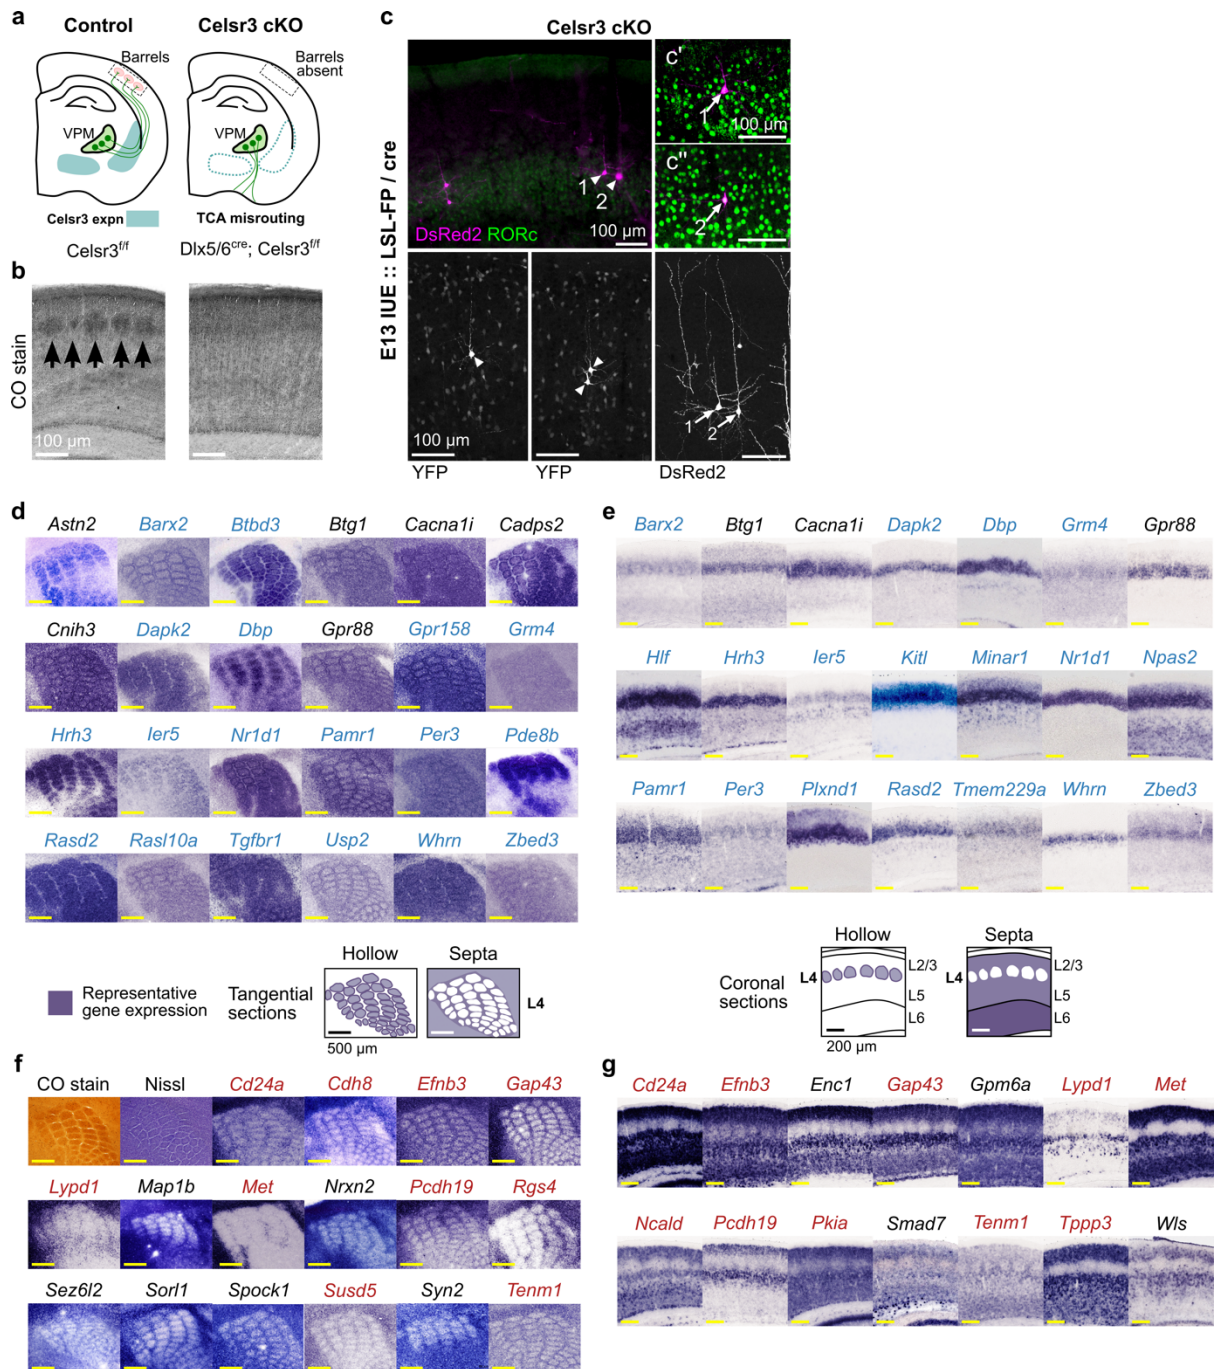 a
Control
Celsr3 cKO
Barrels
Barrels
absent
VPM
VPM
Celsr3 expn
TCA misrouting
Celsr3f/f
Dlx5/6cre; Celsr3f/f
b
CO stain
100 µm
c
Celsr3 cKO
E13 IUE :: LSL-FP / cre
1
2
DsRed2 RORc
100 µm
c'
1
100 µm
c"
2
100 µm
YFP
YFP
1
2
DsRed2
d
Astn2 Barx2 Btbd3 Btg1 Cacna1i Cadps2
Cnih3 Dapk2 Dbp Gpr88 Gpr158 Grm4
Hrh3 Ier5 Nr1d1 Pamr1 Per3 Pde8b
Rasd2 Rasl10a Tgfbr1 Usp2 Whrn Zbed3
Representative
gene expression
Tangential
sections
Hollow
Septa
L4
500 µm
e
Barx2 Btg1 Cacna1i Dapk2 Dbp Grm4 Gpr88
Hlf Hrh3 Ier5 Kitl Minar1 Nr1d1 Npas2
Pamr1 Per3 Plxnd1 Rasd2 Tmem229a Whrn Zbed3
Coronal
sections
Hollow
Septa
L4
L2/3
L5
L6
L4
L2/3
L5
L6
200 µm
f
CO stain Nissl Cd24a Cdh8 Efnb3 Gap43
Lypd1 Map1b Met Nrxn2 Pcdh19 Rgs4
Sez6l2 Sorl1 Spock1 Susd5 Syn2 Tenm1
g
Cd24a Efnb3 Enc1 Gap43 Gpm6a Lypd1 Met
Ncald Pcdh19 Pkia Smad7 Tenm1 Tppp3 Wls